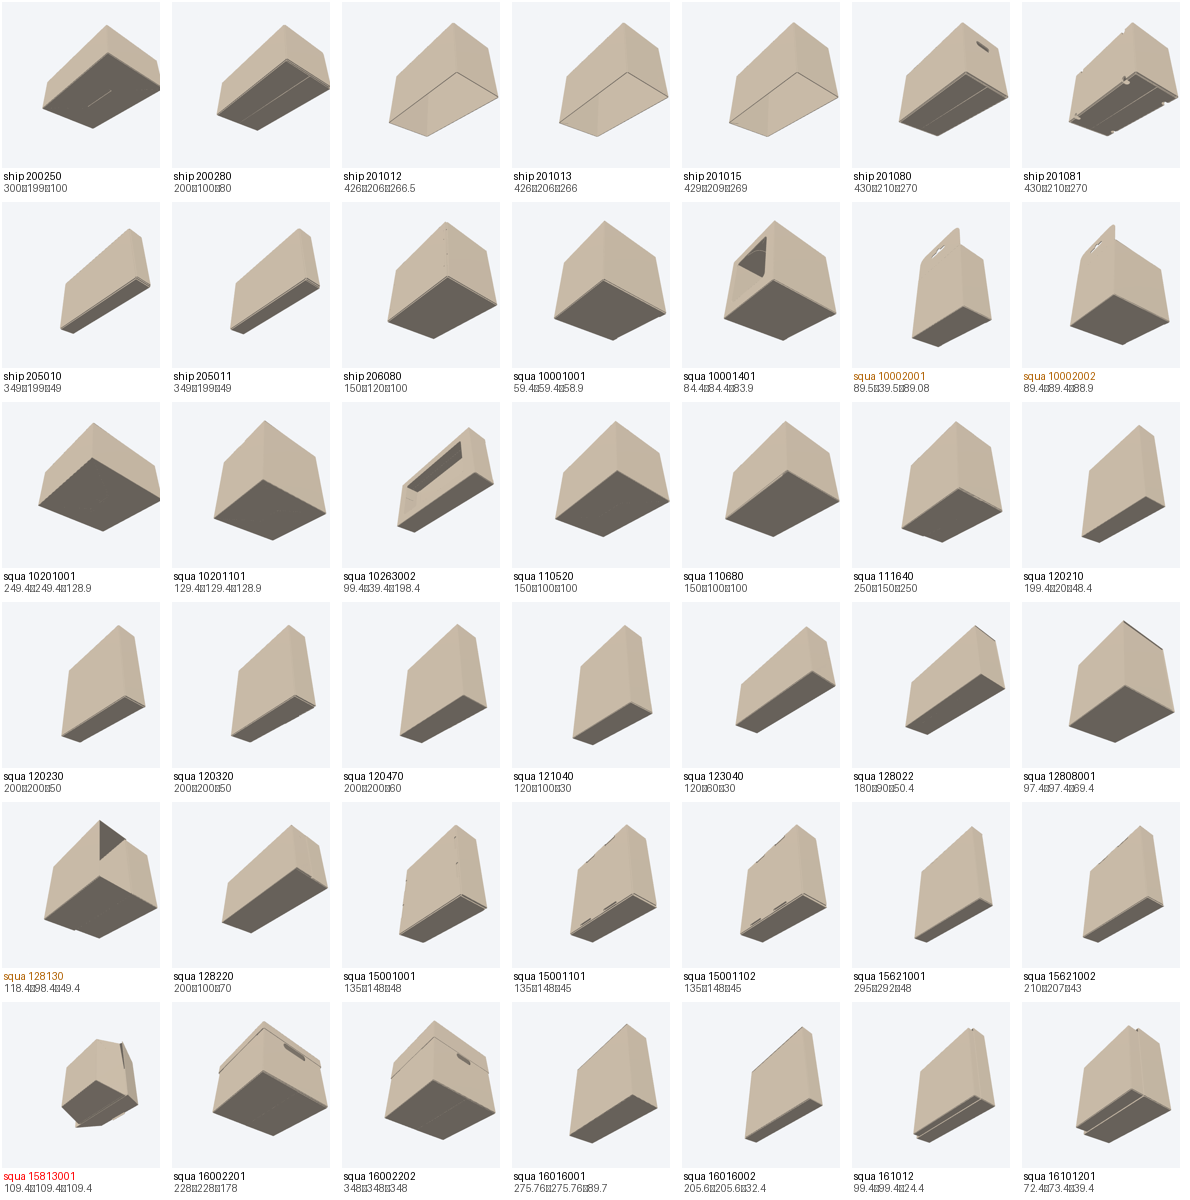 ship 200250 ship 200280 ship 201012 ship 201013 ship 201015 ship 201080 ship 201081
300□199□100 200□100□80 426□206□266.5 426□206□266 429□209□269 430□210□270 430□210□270
ship 205010 ship 205011 ship 206080 squa 10001001 squa 10001401 squa 10002001 squa 10002002
349□199□49 349□199□49 150□120□100 59.4□59.4□58.9 84.4□84.4□83.9 89.5□39.5□89.08 89.4□89.4□88.9
squa 10201001 squa 10201101 squa 10263002 squa 110520 squa 110680 squa 111640 squa 120210
249.4□249.4□128.9 129.4□129.4□128.9 99.4□39.4□198.4 150□100□100 150□100□100 250□150□250 199.4□20□48.4
squa 120230 squa 120320 squa 120470 squa 121040 squa 123040 squa 128022 squa 12808001
200□200□50 200□200□50 200□200□60 120□100□30 120□60□30 180□90□50.4 97.4□97.4□69.4
squa 128130 squa 128220 squa 15001001 squa 15001101 squa 15001102 squa 15621001 squa 15621002
118.4□98.4□49.4 200□100□70 135□148□48 135□148□45 135□148□45 295□292□48 210□207□43
squa 15813001 squa 16002201 squa 16002202 squa 16016001 squa 16016002 squa 161012 squa 16101201
109.4□109.4□109.4 228□228□178 348□348□348 275.76□275.76□89.7 205.6□205.6□32.4 99.4□99.4□24.4 72.4□73.4□39.4